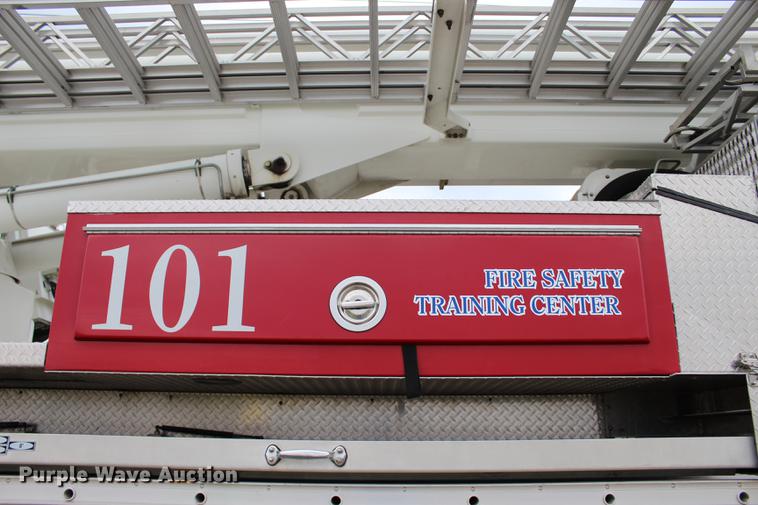 101
FIRE SAFETY
TRAINING CENTER
Purple Wave Auction